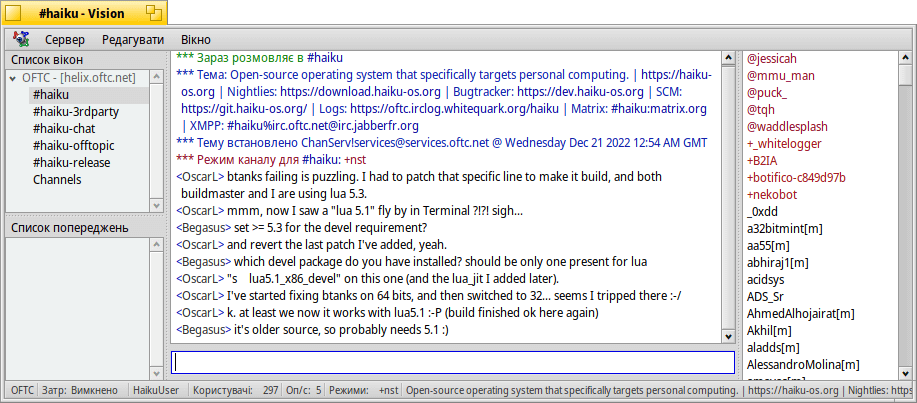 #haiku - Vision
Сервер Редагувати Вікно
Список вікон
OFTC - [helix.oftc.net]
#haiku
#haiku-3rdparty
#haiku-chat
#haiku-offtopic
#haiku-release
Channels
Список попереджень
*** Зараз розмовляє в #haiku
*** Тема: Open-source operating system that specifically targets personal computing. | https://haiku-
os.org | Nightlies: https://download.haiku-os.org | Bugtracker: https://dev.haiku-os.org | SCM:
https://git.haiku-os.org/ | Logs: https://oftc.irclog.whitequark.org/haiku | Matrix: #haiku:matrix.org
| XMPP: #haiku%irc.oftc.net@irc.jabberfr.org
*** Тему встановлено ChanServ!services@services.oftc.net @ Wednesday Dec 21 2022 12:54 AM GMT
*** Режим каналу для #haiku: +nst
<OscarL> btanks failing is puzzling. I had to patch that specific line to make it build, and both
buildmaster and I are using lua 5.3.
<OscarL> mmm, now I saw a "lua 5.1" fly by in Terminal ?!?! sigh...
<Begasus> set >= 5.3 for the devel requirement?
<OscarL> and revert the last patch I've added, yeah.
<Begasus> which devel package do you have installed? should be only one present for lua
<OscarL> "s    lua5.1_x86_devel" on this one (and the lua_jit I added later).
<OscarL> I've started fixing btanks on 64 bits, and then switched to 32... seems I tripped there :-/
<OscarL> k. at least we now it works with lua5.1 :-P (build finished ok here again)
<Begasus> it's older source, so probably needs 5.1 :)
@jessicah
@mmu_man
@puck_
@tqh
@waddlesplash
+_whitelogger
+B2IA
+botifico-c849d97b
+nekobot
_0xdd
a32bitmint[m]
aa55[m]
abhiraj1[m]
acidsys
ADS_Sr
AhmedAlhojairat[m]
Akhil[m]
aladds[m]
AlessandroMolina[m]
OFTC Затр: Вимкнено HaikuUser Користувачі: 297 Оп/с: 5 Режими: +nst Open-source operating system that specifically targets personal computing. | https://haiku-os.org | Nightlies: https